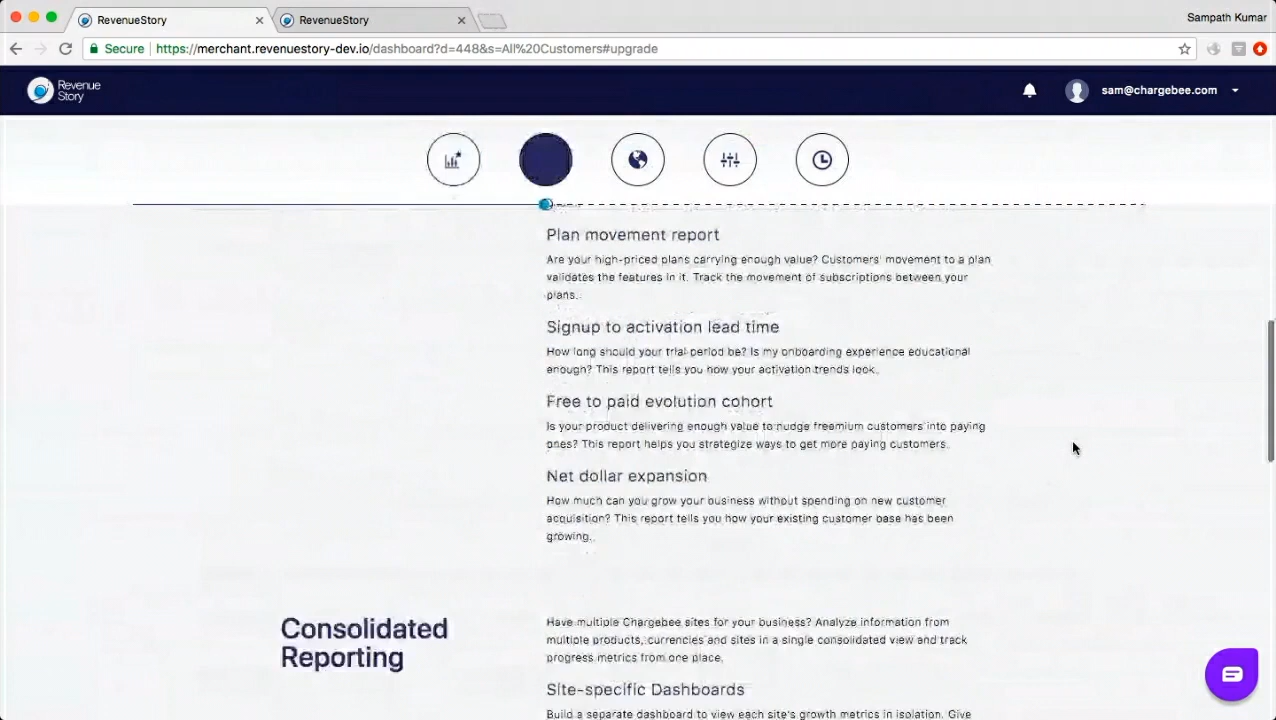 RevenueStory
RevenueStory
Sampath Kumar
Secure https://merchant.revenuestory-dev.io/dashboard?d=448&s=All%20Customers#upgrade
Revenue
Story
sam@chargebee.com
Plan movement report
Are your high-priced plans carrying enough value? Customers' movement to a plan
validates the features in it. Track the movement of subscriptions between your
plans.
Signup to activation lead time
How long should your trial period be? Is my onboarding experience educational
enough? This report tells you how your activation trends look.
Free to paid evolution cohort
Is your product delivering enough value to nudge freemium customers into paying
ones? This report helps you strategize ways to get more paying customers.
Net dollar expansion
How much can you grow your business without spending on new customer
acquisition? This report tells you how your existing customer base has been
growing.
Consolidated
Reporting
Have multiple Chargebee sites for your business? Analyze information from
multiple products, currencies and sites in a single consolidated view and track
progress metrics from one place.
Site-specific Dashboards
Build a separate dashboard to view each site's growth metrics in isolation. Give